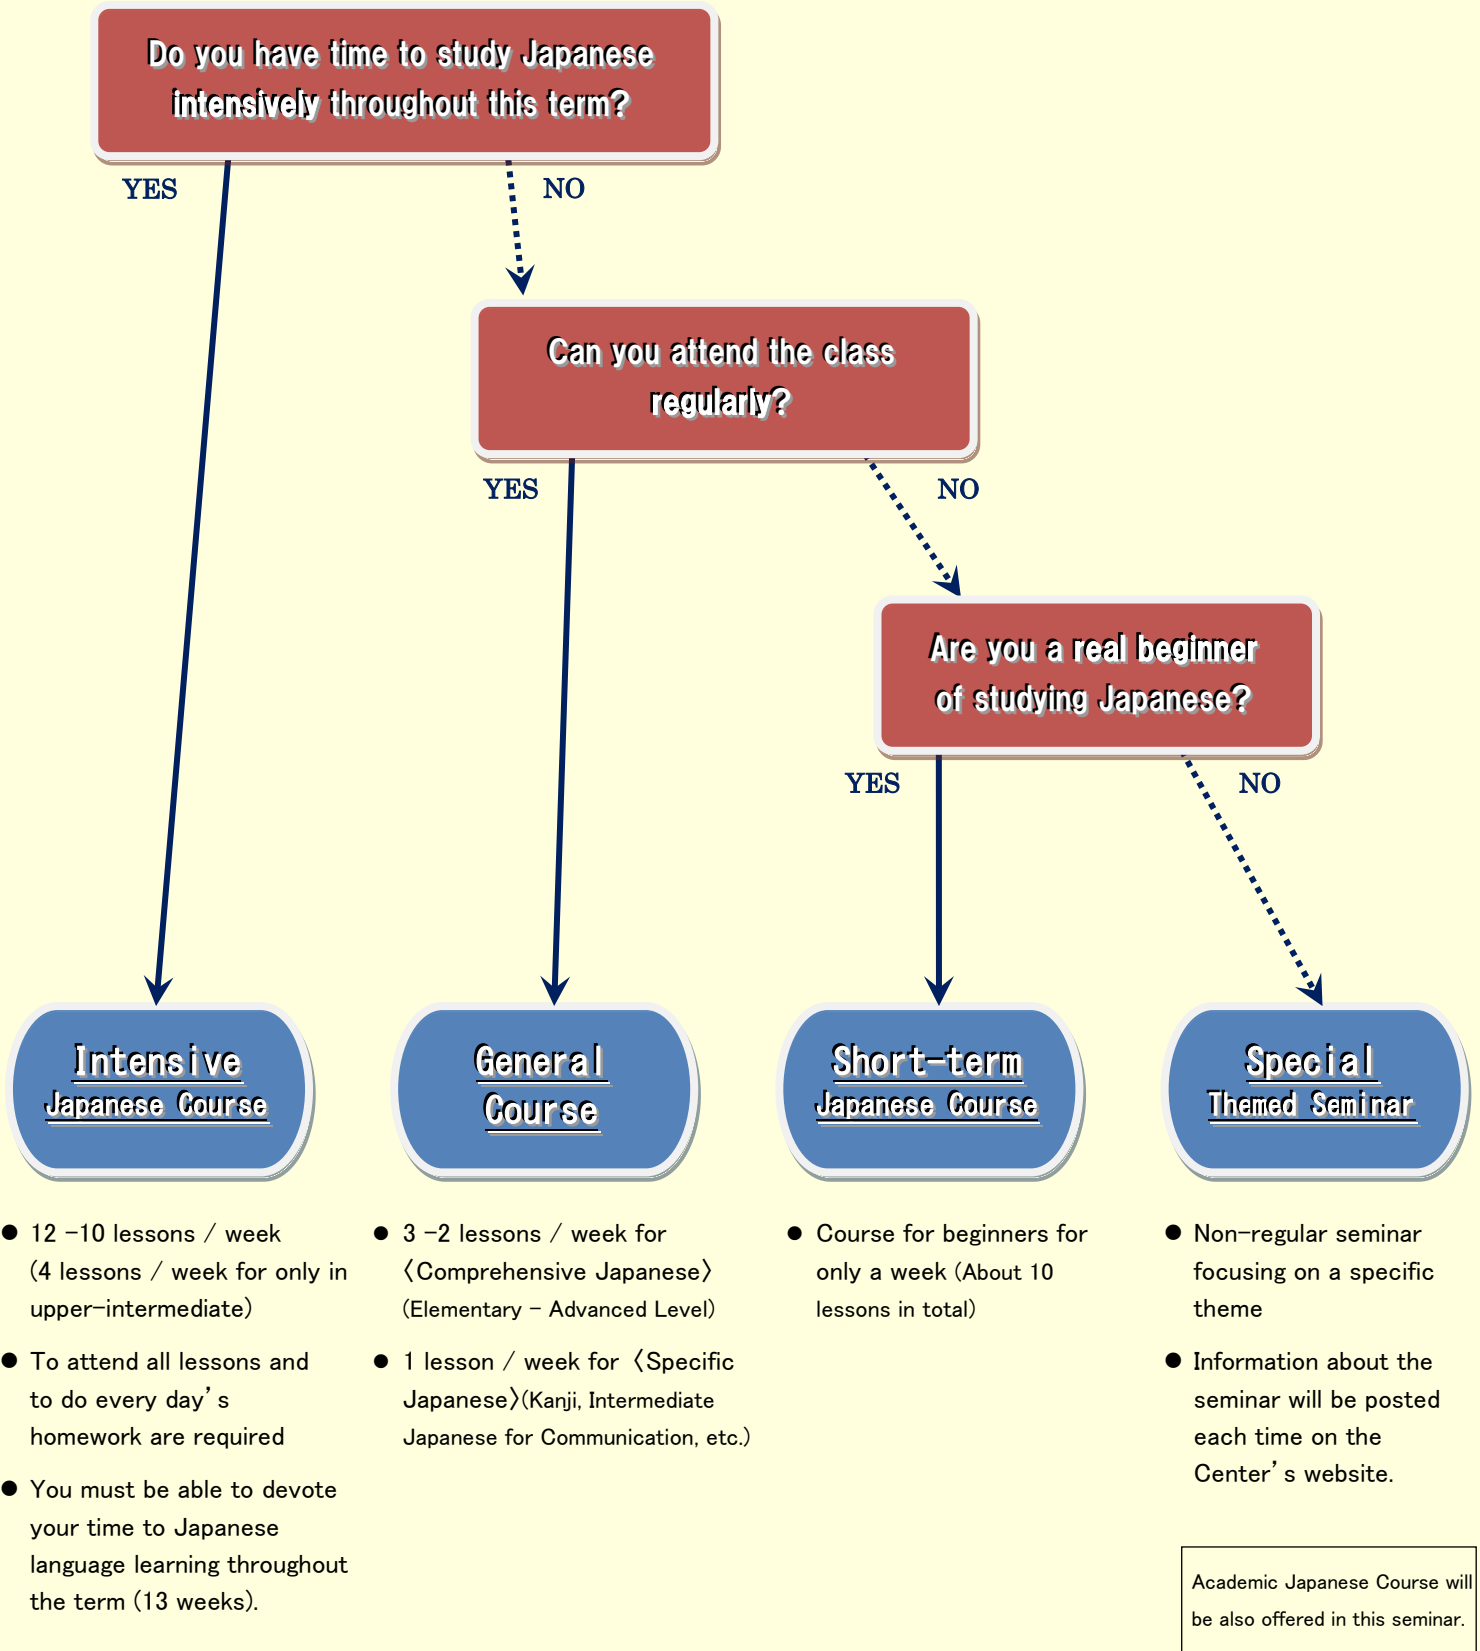 Do you have time to study Japanese
intensively throughout this term?
YES
NO
Can you attend the class
regularly?
YES
NO
Are you a real beginner
of studying Japanese?
YES
NO
Intensive
Japanese Course
General
Course
Short-term
Japanese Course
Special
Themed Seminar
● 12 -10 lessons / week
(4 lessons / week for only in
upper-intermediate)
● To attend all lessons and
to do every day's
homework are required
● You must be able to devote
your time to Japanese
language learning throughout
the term (13 weeks).
● 3 -2 lessons / week for
〈Comprehensive Japanese〉
(Elementary - Advanced Level)
● 1 lesson / week for 〈Specific
Japanese〉(Kanji, Intermediate
Japanese for Communication, etc.)
● Course for beginners for
only a week (About 10
lessons in total)
● Non-regular seminar
focusing on a specific
theme
● Information about the
seminar will be posted
each time on the
Center's website.
Academic Japanese Course will
be also offered in this seminar.